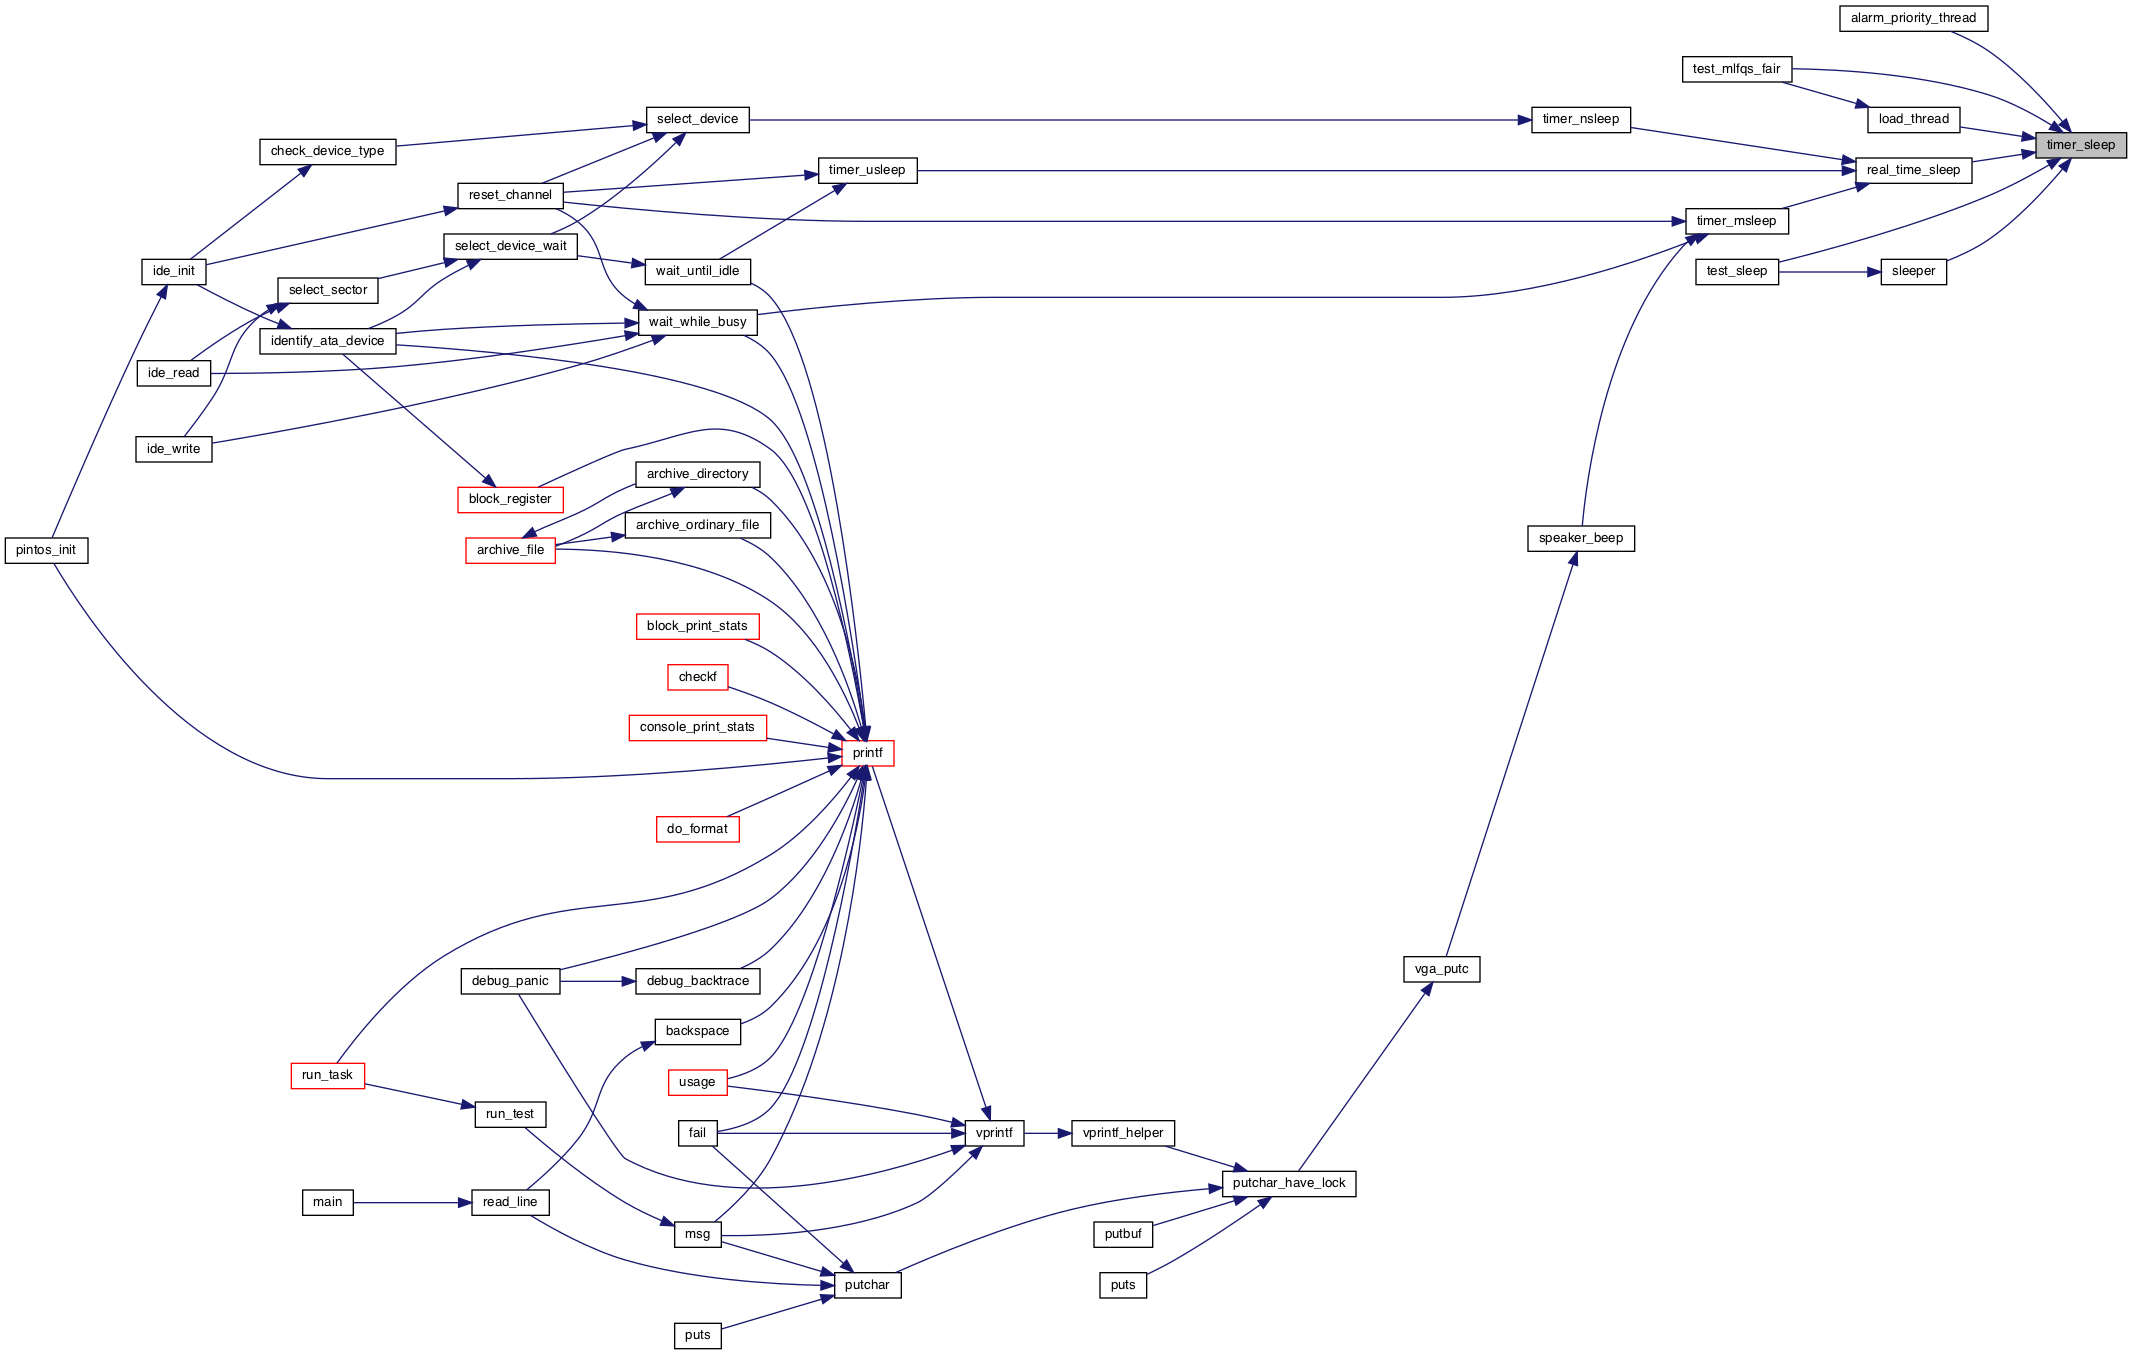 alarm_priority_thread
test_mlfqs_fair
select_device
timer_nsleep
load_thread
check_device_type
timer_sleep
timer_usleep
real_time_sleep
reset_channel
timer_msleep
select_device_wait
ide_init
wait_until_idle
test_sleep
sleeper
select_sector
wait_while_busy
identify_ata_device
ide_read
ide_write
archive_directory
block_register
archive_ordinary_file
speaker_beep
pintos_init
archive_file
block_print_stats
checkf
console_print_stats
printf
do_format
vga_putc
debug_panic
debug_backtrace
backspace
run_task
usage
run_test
fail
vprintf
vprintf_helper
putchar_have_lock
main
read_line
msg
putbuf
putchar
puts
puts